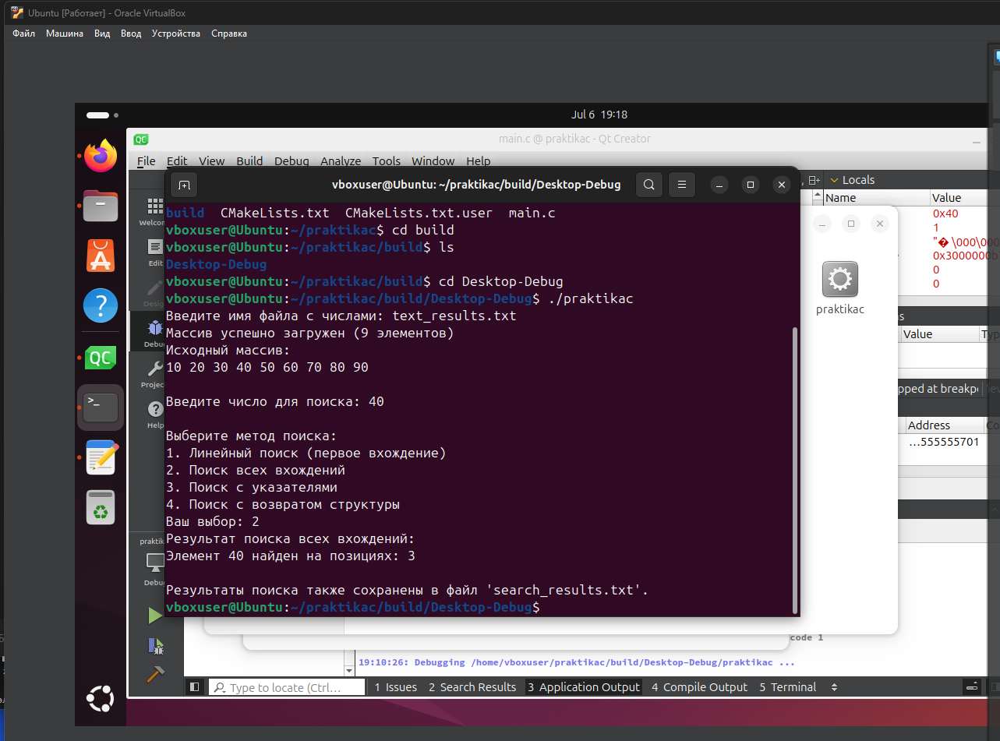 Ubuntu [Работает] - Oracle VirtualBox
Файл Машина Вид Ввод Устройства Справка
Jul 6 19:18
QC
main.c @ praktikac - Qt Creator
File Edit View Build Debug Analyze Tools Window Help
vboxuser@Ubuntu: ~/praktikac/build/Desktop-Debug
Locals
Name Value
0x40
1
"� \000\000
0x3000000b
0
0
Welcom
Edit
Desig
Debu
Projec
Help
build CMakeLists.txt CMakeLists.txt.user main.c
vboxuser@Ubuntu:~/praktikac$ cd build
vboxuser@Ubuntu:~/praktikac/build$ ls
Desktop-Debug
vboxuser@Ubuntu:~/praktikac/build$ cd Desktop-Debug
vboxuser@Ubuntu:~/praktikac/build/Desktop-Debug$ ./praktikac
Введите имя файла с числами: text_results.txt
Массив успешно загружен (9 элементов)
Исходный массив:
10 20 30 40 50 60 70 80 90
Введите число для поиска: 40
Выберите метод поиска:
1. Линейный поиск (первое вхождение)
2. Поиск всех вхождений
3. Поиск с указателями
4. Поиск с возвратом структуры
Ваш выбор: 2
Результат поиска всех вхождений:
Элемент 40 найден на позициях: 3
Результаты поиска также сохранены в файл 'search_results.txt'.
vboxuser@Ubuntu:~/praktikac/build/Desktop-Debug$
praktikac
ns
Value Typ
pped at breakp
Address
...555555701
QC
praktik
Debu
code 1
19:10:26: Debugging /home/vboxuser/praktikac/build/Desktop-Debug/praktikac ...
Type to locate (Ctrl... 1 Issues 2 Search Results 3 Application Output 4 Compile Output 5 Terminal